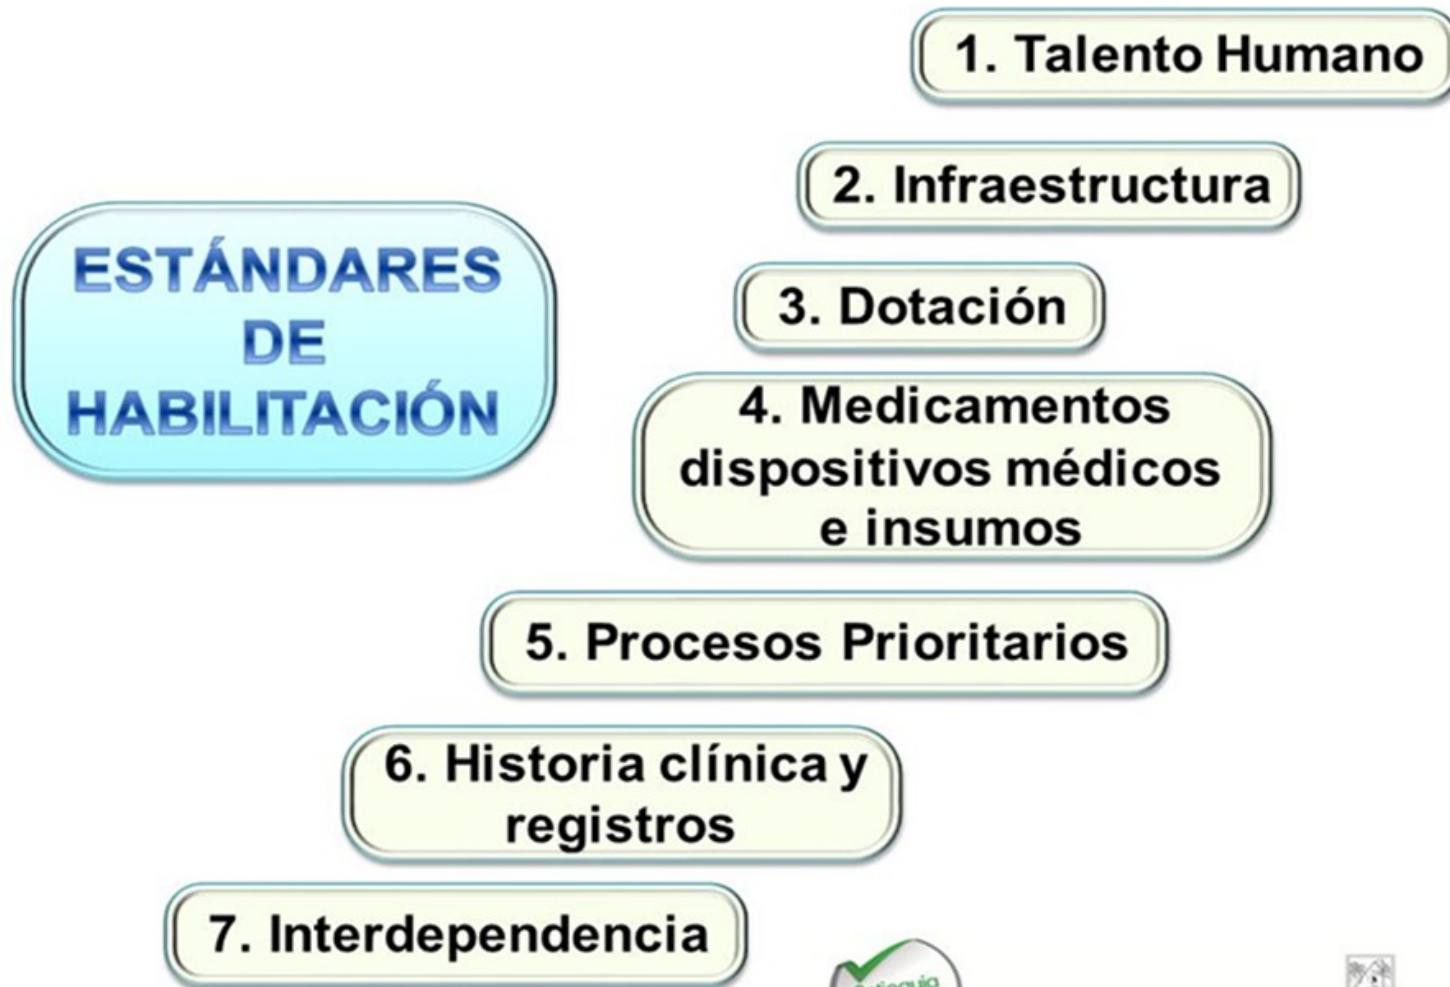 ESTÁNDARES
DE
HABILITACIÓN
1. Talento Humano
2. Infraestructura
3. Dotación
4. Medicamentos
dispositivos médicos
e insumos
5. Procesos Prioritarios
6. Historia clínica y
registros
7. Interdependencia